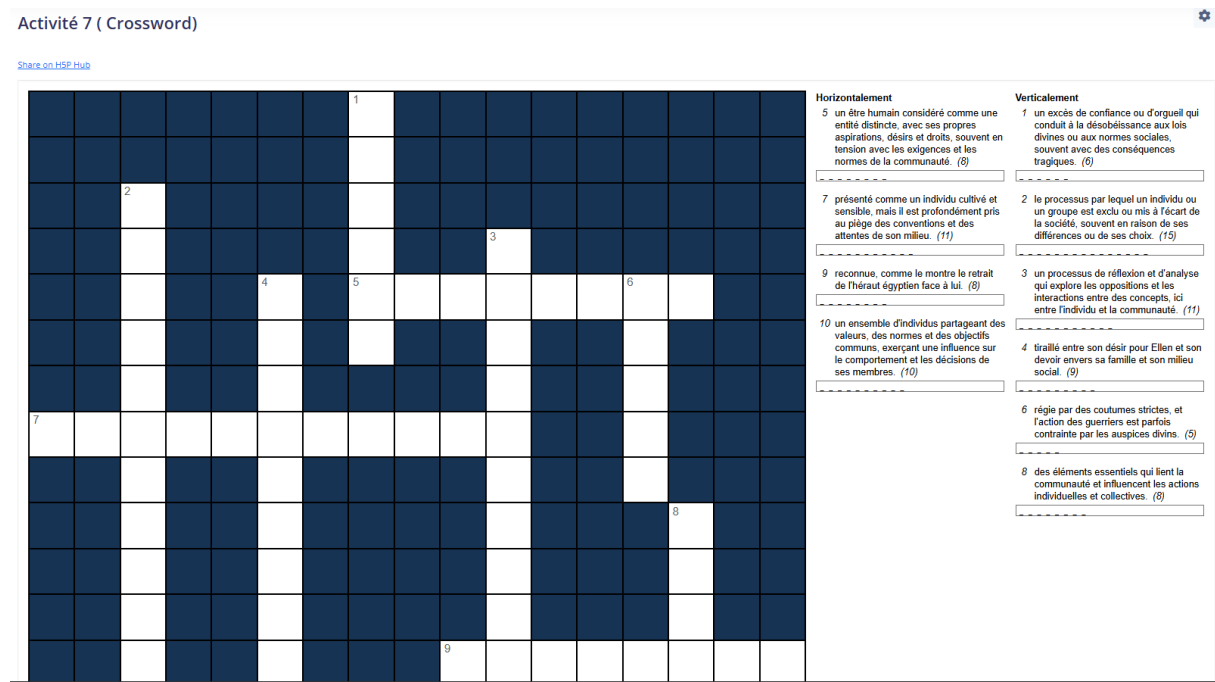 Activité 7 ( Crossword)
Share on H5P Hub
1
2
3
4
5
6
7
8
9
Horizontalement
5 un être humain considéré comme une
entité distincte, avec ses propres
aspirations, désirs et droits, souvent en
tension avec les exigences et les
normes de la communauté. (8)
_ _ _ _ _ _ _ _
7 présenté comme un individu cultivé et
sensible, mais il est profondément pris
au piège des conventions et des
attentes de son milieu. (11)
_ _ _ _ _ _ _ _ _ _ _
9 reconnue, comme le montre le retrait
de l'héraut égyptien face à lui. (8)
_ _ _ _ _ _ _ _
10 un ensemble d'individus partageant des
valeurs, des normes et des objectifs
communs, exerçant une influence sur
le comportement et les décisions de
ses membres. (10)
_ _ _ _ _ _ _ _ _ _
Verticalement
1 un excès de confiance ou d'orgueil qui
conduit à la désobéissance aux lois
divines ou aux normes sociales,
souvent avec des conséquences
tragiques. (6)
_ _ _ _ _ _
2 le processus par lequel un individu ou
un groupe est exclu ou mis à l'écart de
la société, souvent en raison de ses
différences ou de ses choix. (15)
_ _ _ _ _ _ _ _ _ _ _ _ _ _ _
3 un processus de réflexion et d'analyse
qui explore les oppositions et les
interactions entre des concepts, ici
entre l'individu et la communauté. (11)
_ _ _ _ _ _ _ _ _ _ _
4 tiraillé entre son désir pour Ellen et son
devoir envers sa famille et son milieu
social. (9)
_ _ _ _ _ _ _ _ _
6 régie par des coutumes strictes, et
l'action des guerriers est parfois
contrainte par les auspices divins. (5)
_ _ _ _ _
8 des éléments essentiels qui lient la
communauté et influencent les actions
individuelles et collectives. (8)
_ _ _ _ _ _ _ _